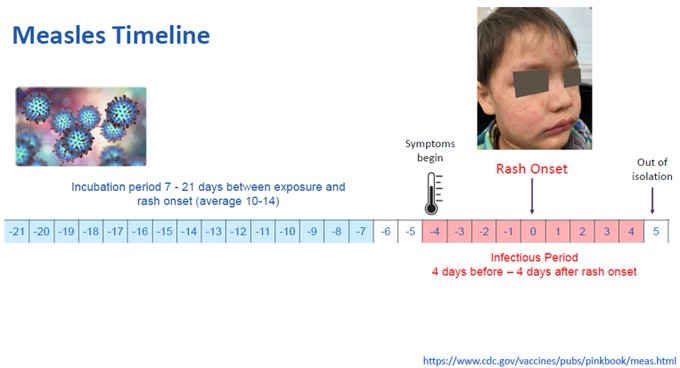 Measles Timeline
Symptoms
begin
Rash Onset
Out of
isolation
Incubation period 7 - 21 days between exposure and
rash onset (average 10-14)
-21 -20 -19 -18 -17 -16 -15 -14 -13 -12 -11 -10 -9 -8 -7 -6 -5 -4 -3 -2 -1 0 1 2 3 4 5
Infectious Period
4 days before – 4 days after rash onset
https://www.cdc.gov/vaccines/pubs/pinkbook/meas.html